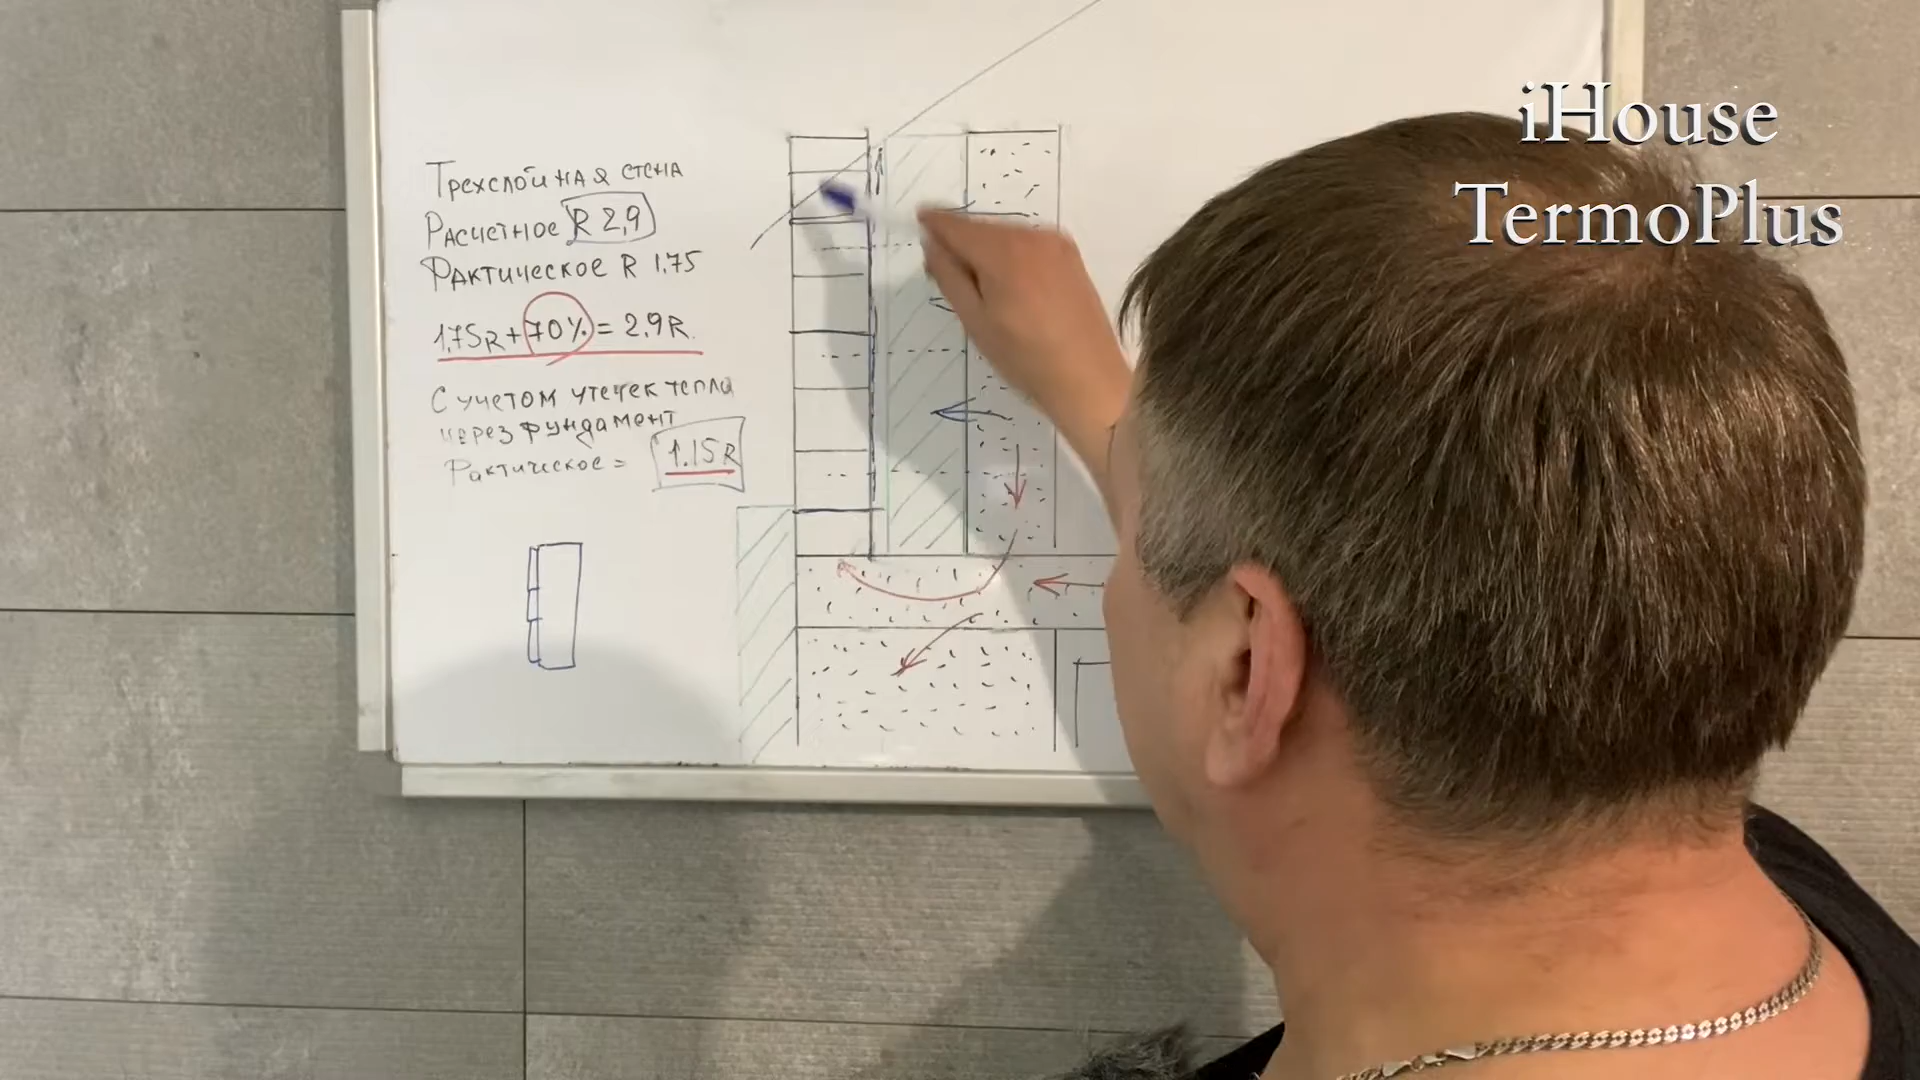 Трехслойная стена
Расчетное R 2,9
Фактическое R 1.75
1,75R + 70% = 2.9R.
С учетом утечек тепла
через фундамент
Фактическое = 1.15R
iHouse
TermoPlus